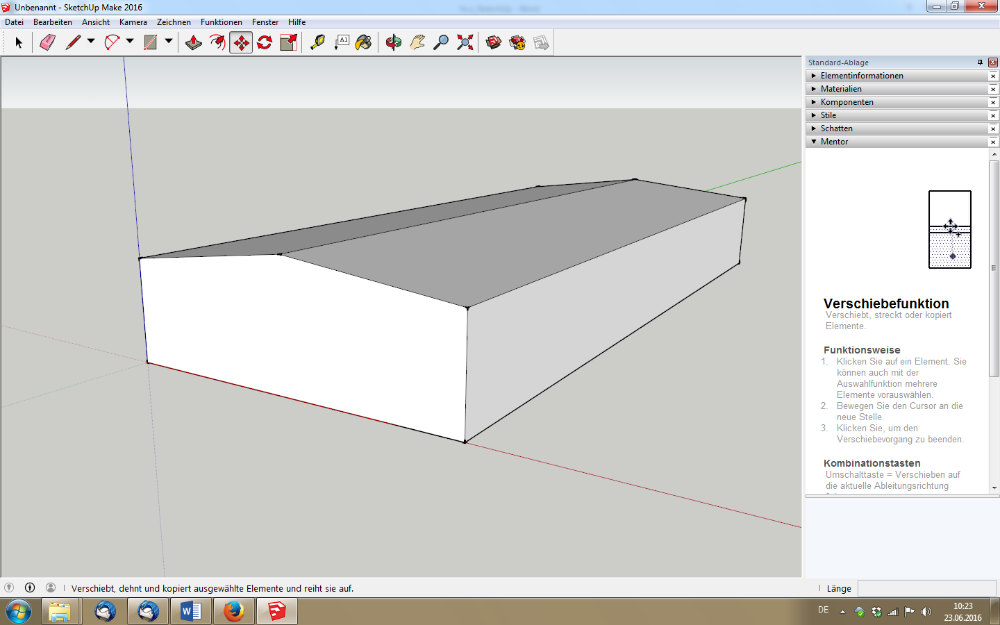 Unbenannt - SketchUp Make 2016
Datei Bearbeiten Ansicht Kamera Zeichnen Funktionen Fenster Hilfe
A1
Standard-Ablage
Elementinformationen
Materialien
Komponenten
Stile
Schatten
Mentor
Verschiebefunktion
Verschiebt, streckt oder kopiert
Elemente.
Funktionsweise
1. Klicken Sie auf ein Element. Sie
können auch mit der
Auswahlfunktion mehrere
Elemente vorauswählen.
2. Bewegen Sie den Cursor an die
neue Stelle.
3. Klicken Sie, um den
Verschiebevorgang zu beenden.
Kombinationstasten
Umschalttaste = Verschieben auf
die aktuelle Ableitungsrichtung
Verschiebt, dehnt und kopiert ausgewählte Elemente und reiht sie auf.
Länge
DE
10:23
23.06.2016